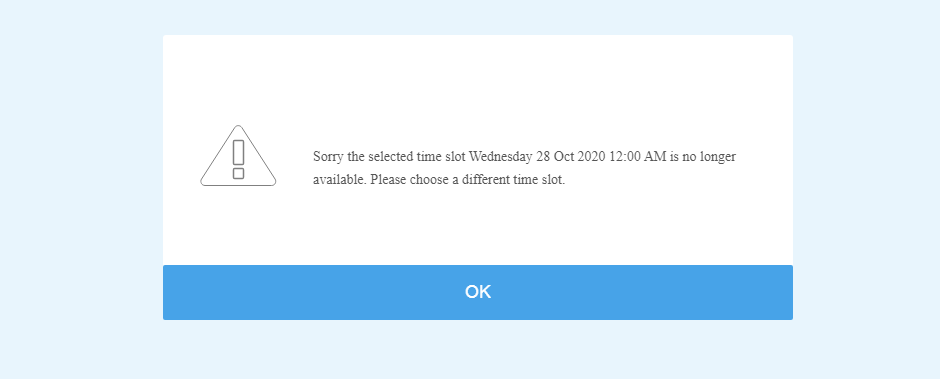 Sorry the selected time slot Wednesday 28 Oct 2020 12:00 AM is no longer
available. Please choose a different time slot.
OK